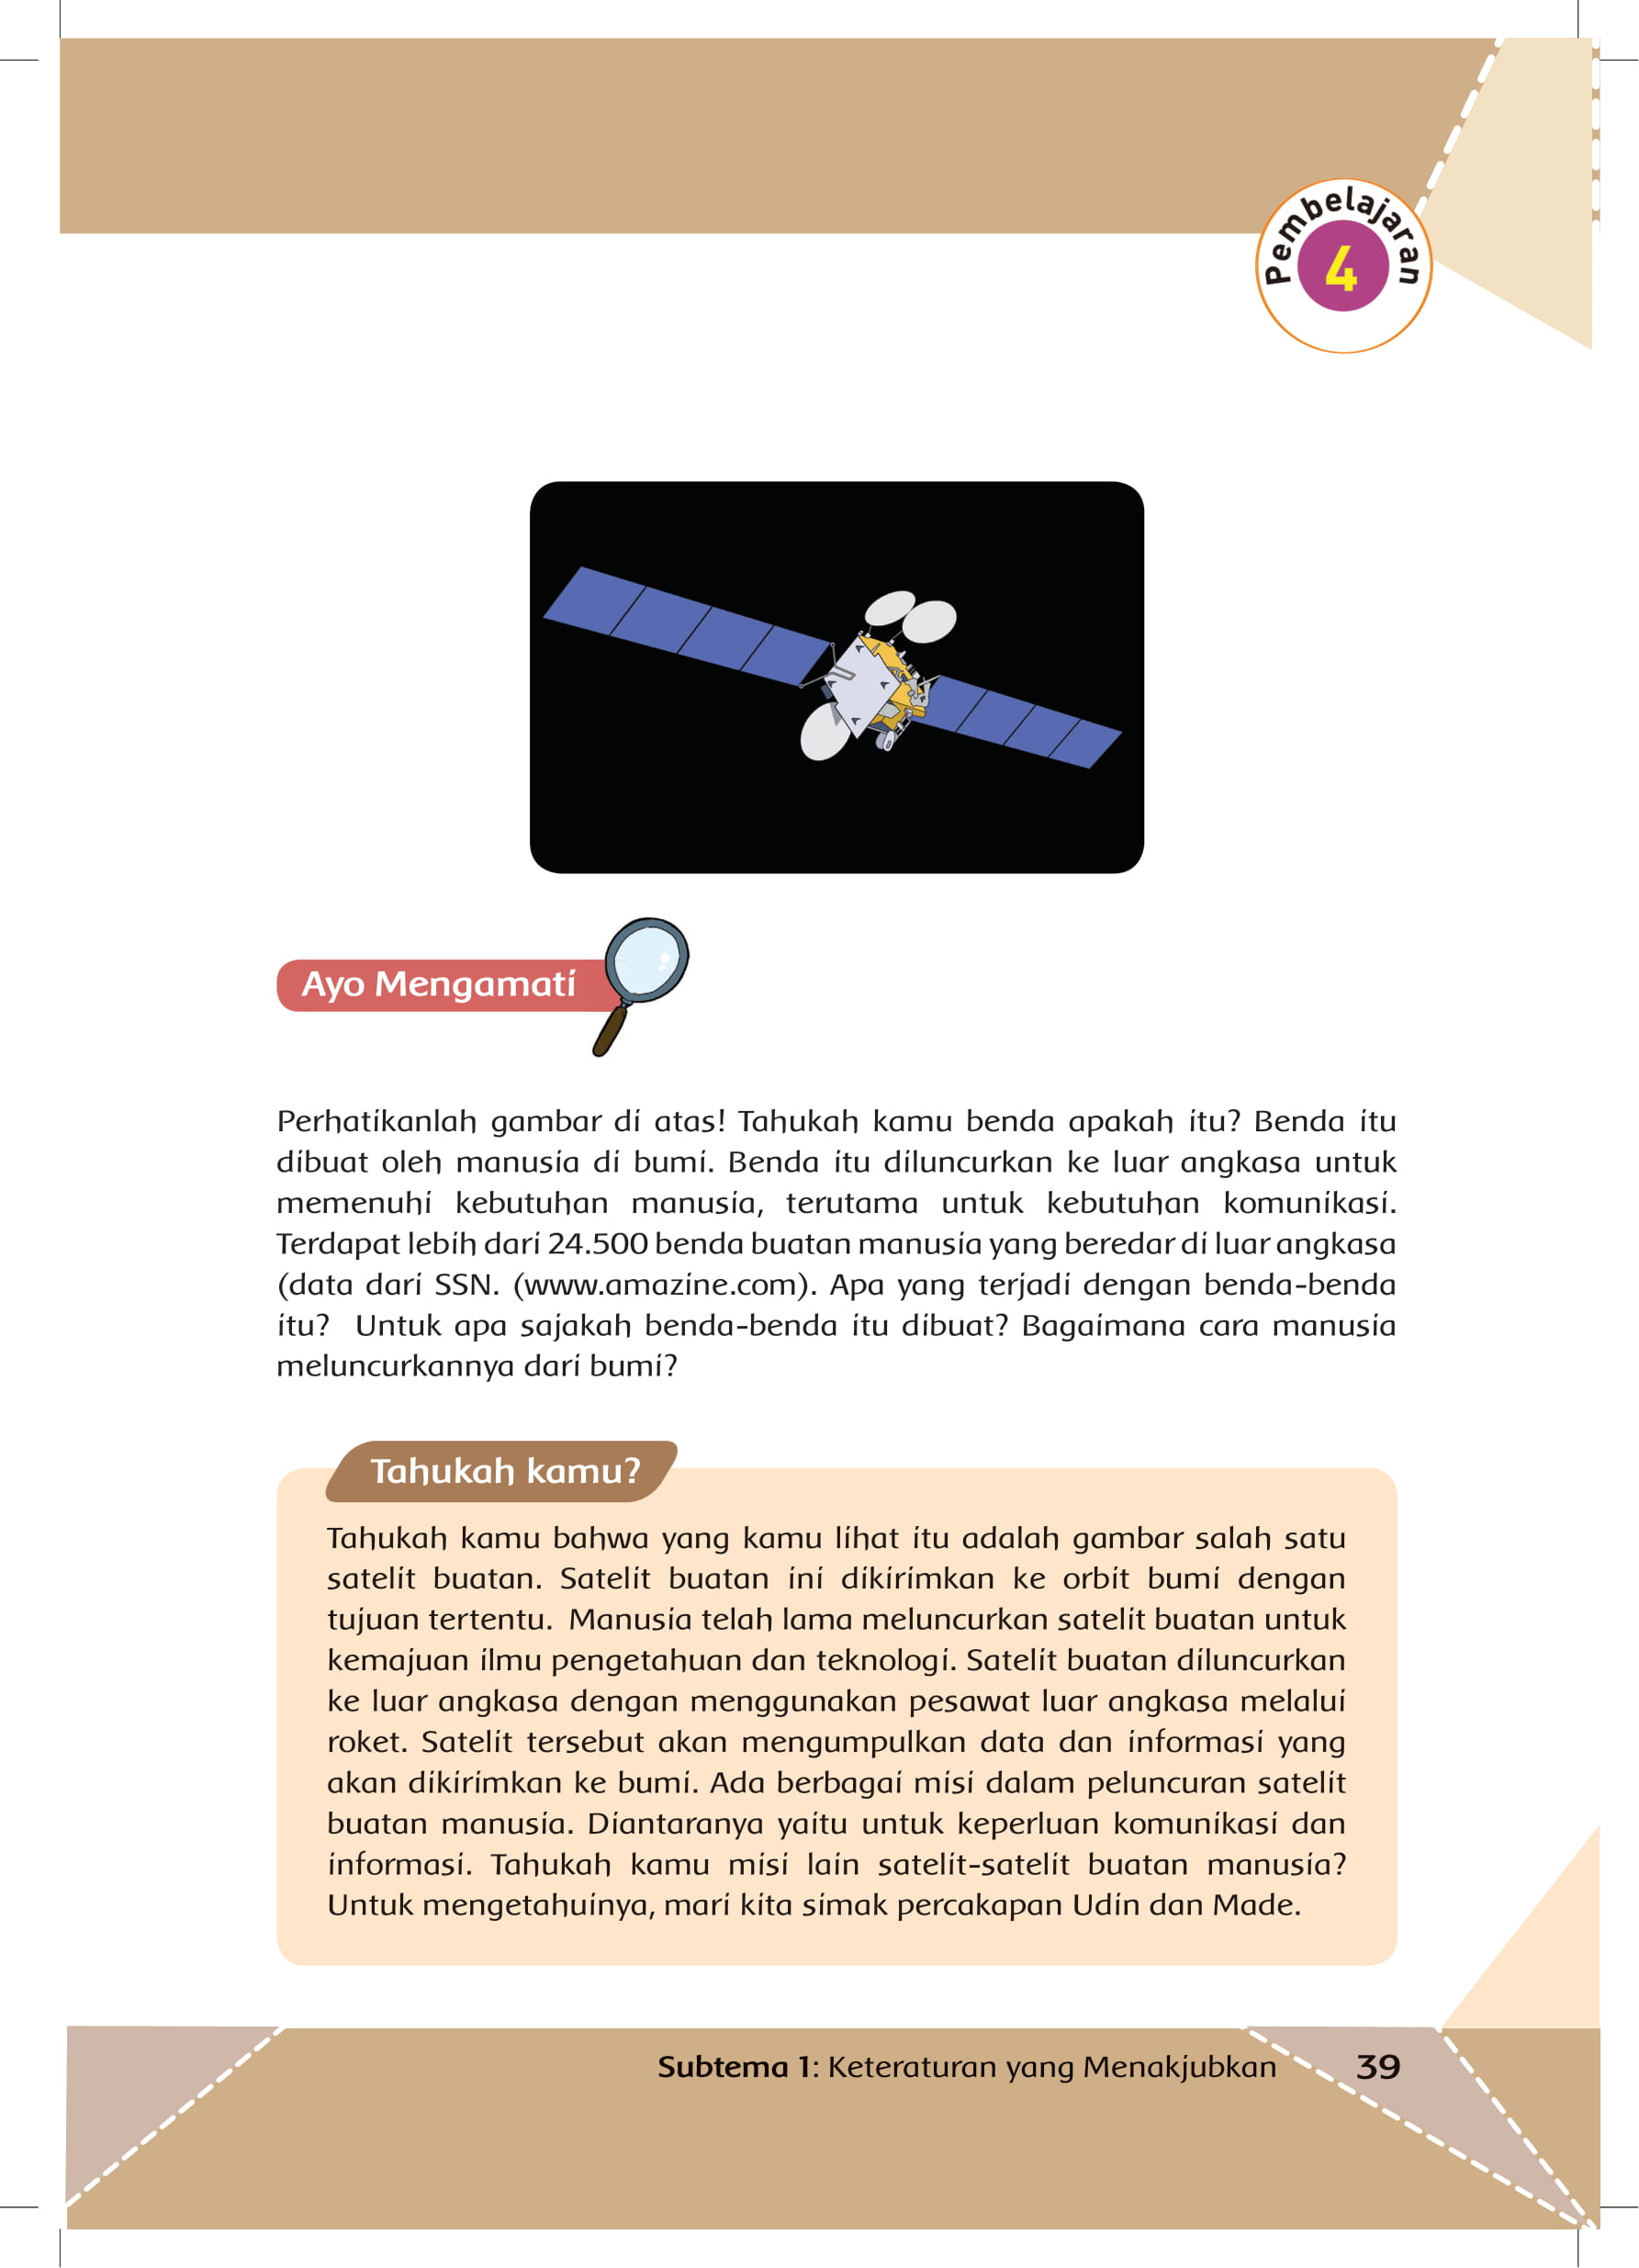 Pembelajaran
4
Ayo Mengamati
Perhatikanlah gambar di atas! Tahukah kamu benda apakah itu? Benda itu
dibuat oleh manusia di bumi. Benda itu diluncurkan ke luar angkasa untuk
memenuhi kebutuhan manusia, terutama untuk kebutuhan komunikasi.
Terdapat lebih dari 24.500 benda buatan manusia yang beredar di luar angkasa
(data dari SSN. (www.amazine.com). Apa yang terjadi dengan benda-benda
itu?  Untuk apa sajakah benda-benda itu dibuat? Bagaimana cara manusia
meluncurkannya dari bumi?
Tahukah kamu?
Tahukah kamu bahwa yang kamu lihat itu adalah gambar salah satu
satelit buatan. Satelit buatan ini dikirimkan ke orbit bumi dengan
tujuan tertentu.  Manusia telah lama meluncurkan satelit buatan untuk
kemajuan ilmu pengetahuan dan teknologi. Satelit buatan diluncurkan
ke luar angkasa dengan menggunakan pesawat luar angkasa melalui
roket. Satelit tersebut akan mengumpulkan data dan informasi yang
akan dikirimkan ke bumi. Ada berbagai misi dalam peluncuran satelit
buatan manusia. Diantaranya yaitu untuk keperluan komunikasi dan
informasi. Tahukah kamu misi lain satelit-satelit buatan manusia?
Untuk mengetahuinya, mari kita simak percakapan Udin dan Made.
Subtema 1: Keteraturan yang Menakjubkan 39